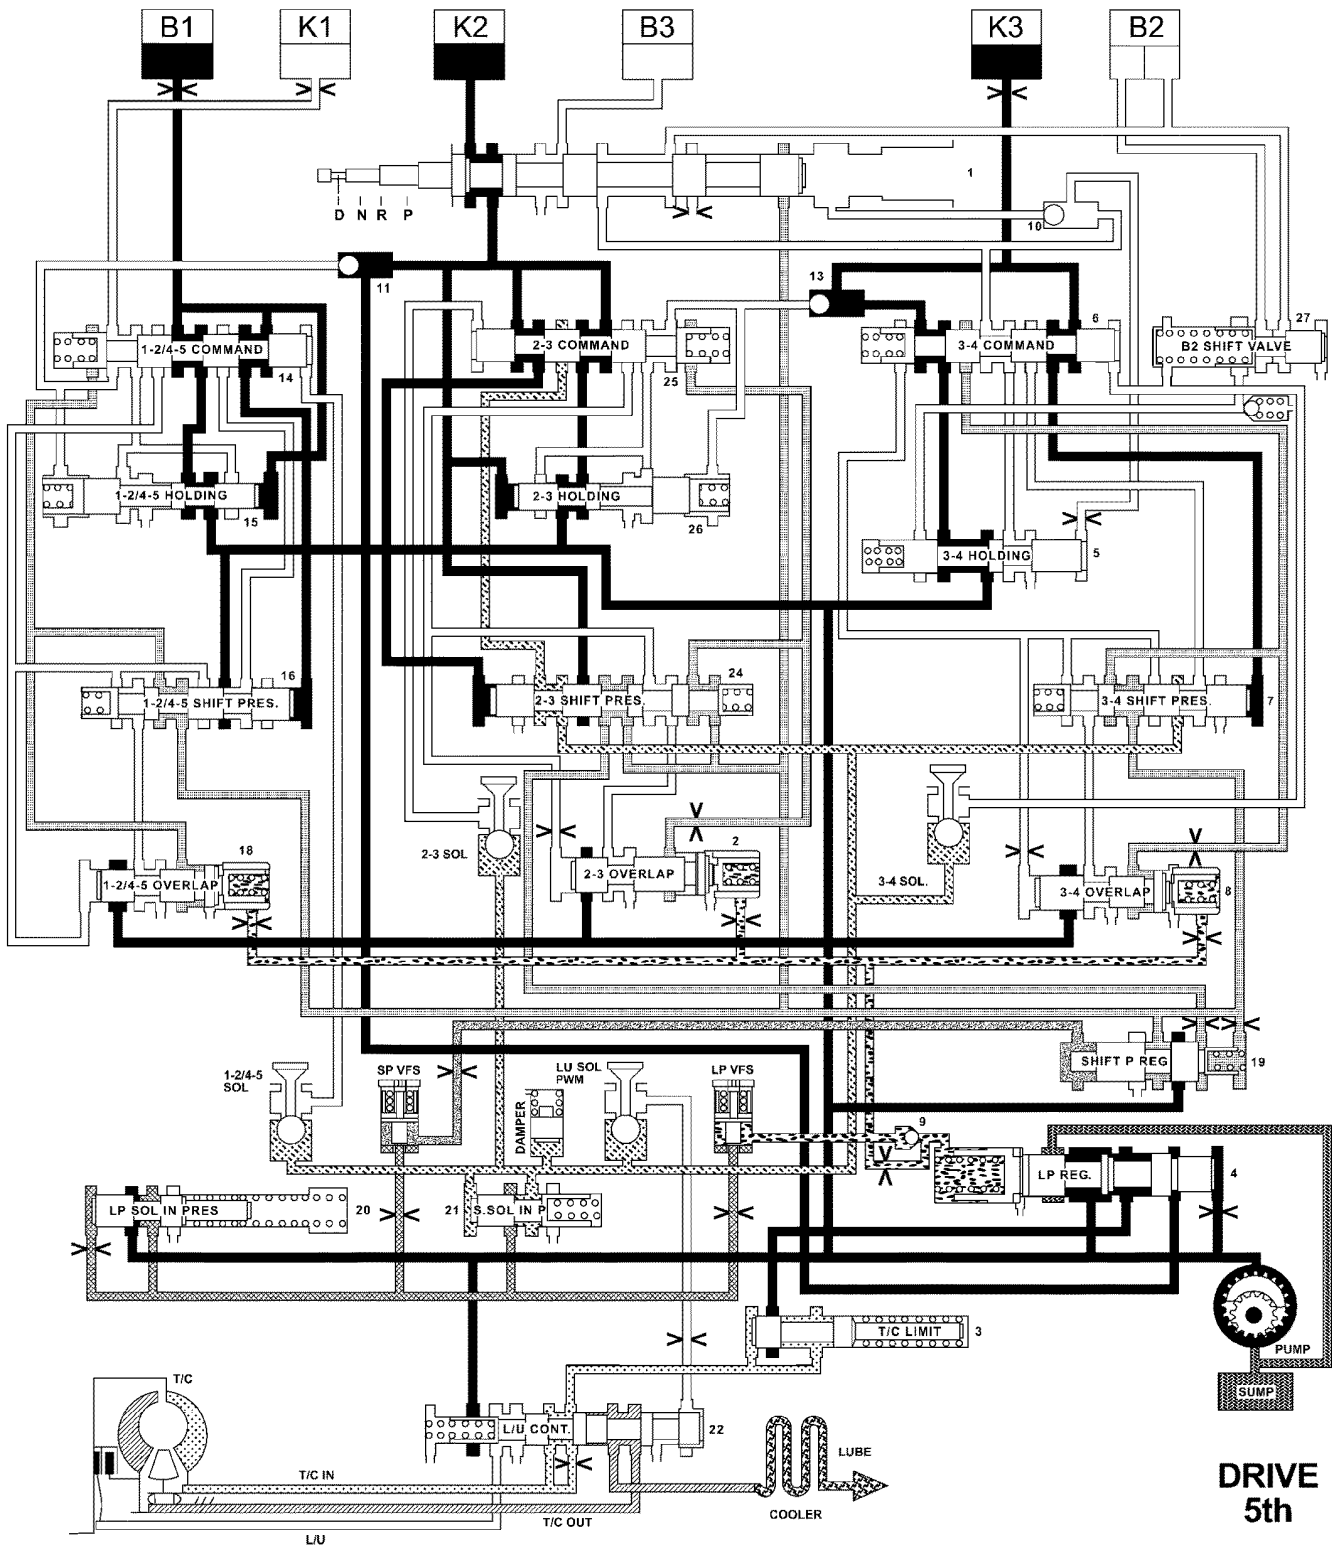 B1 K1 K2 B3 K3 B2
1
D N R P
10
11
13
6
27
1-2/4-5 COMMAND
2-3 COMMAND
3-4 COMMAND
B2 SHIFT VALVE
14
25
1-2/4-5 HOLDING
2-3 HOLDING
15
26
3-4 HOLDING
5
16
24
1-2/4-5 SHIFT PRES.
2-3 SHIFT PRES.
3-4 SHIFT PRES.
7
18
2-3 SOL
2
3-4 SOL.
1-2/4-5 OVERLAP
2-3 OVERLAP
3-4 OVERLAP
8
SHIFT P REG
19
1-2/4-5
SOL
SP VFS
LU SOL
PWM
LP VFS
DAMPER
9
LP REG.
4
LP SOL IN PRES
20
21
S.SOL IN P
T/C LIMIT
3
PUMP
SUMP
T/C
L/U CONT.
22
LUBE
T/C IN
COOLER
T/C OUT
L/U
DRIVE
5th